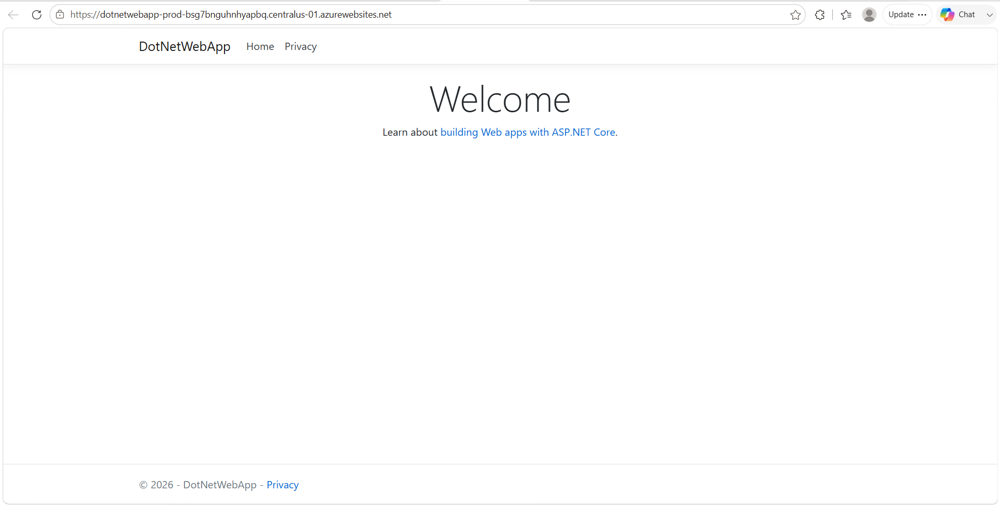 https://dotnetwebapp-prod-bsg7bnguhnhyapbq.centralus-01.azurewebsites.net
Update
Chat
DotNetWebApp Home Privacy
Welcome
Learn about building Web apps with ASP.NET Core.
© 2026 - DotNetWebApp - Privacy